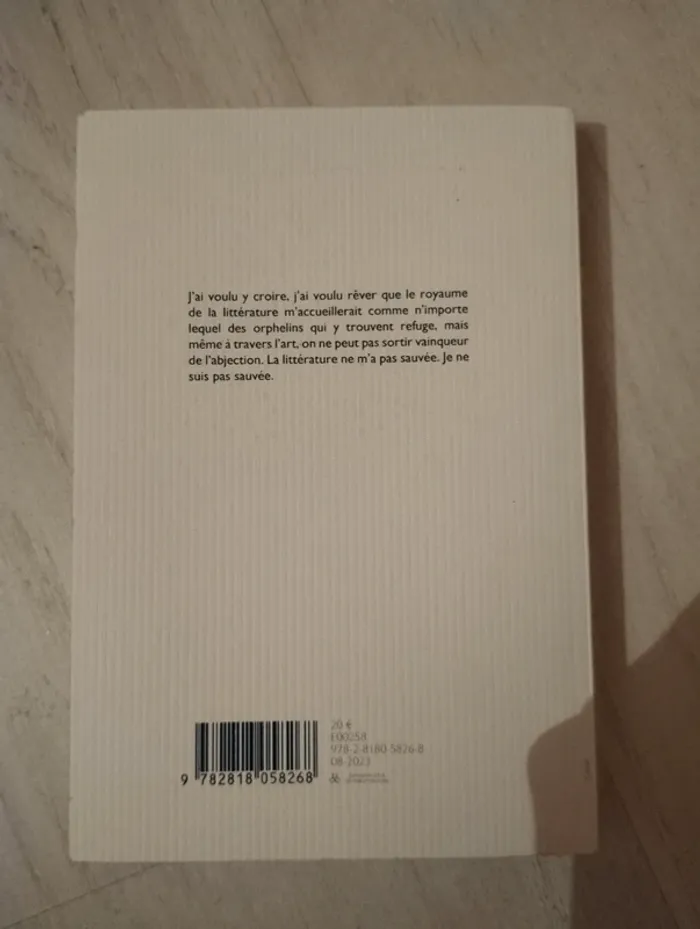 J'ai voulu y croire, j'ai voulu rêver que le royaume
de la littérature m'accueillerait comme n'importe
lequel des orphelins qui y trouvent refuge, mais
même à travers l'art, on ne peut pas sortir vainqueur
de l'abjection. La littérature ne m'a pas sauvée. Je ne
suis pas sauvée.
20 €
E00258
978-2-8180-5826-8
08-2023
9 782818 058268